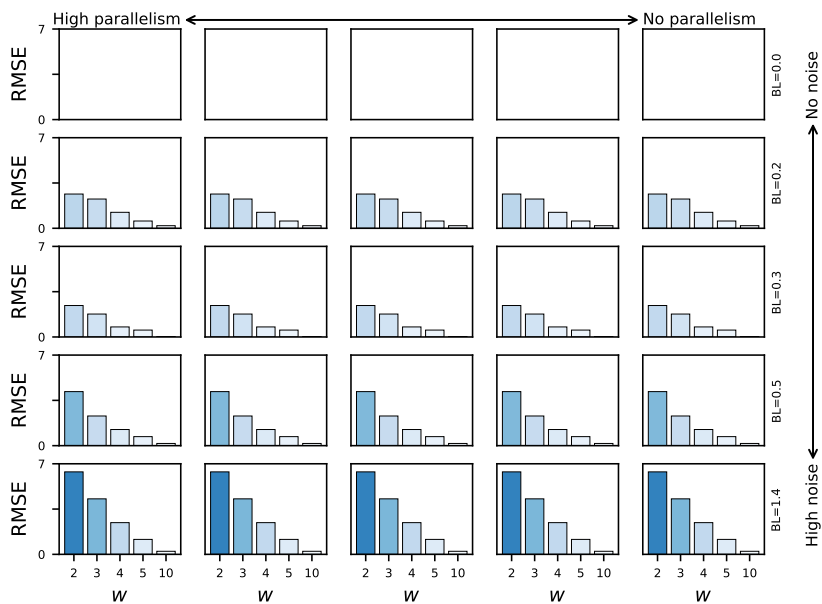 High parallelism
No parallelism
RMSE
7
0
BL=0.0
No noise
RMSE
7
0
BL=0.2
RMSE
7
0
BL=0.3
RMSE
7
0
BL=0.5
RMSE
7
0
BL=1.4
High noise
2 3 4 5 10
2 3 4 5 10
2 3 4 5 10
2 3 4 5 10
2 3 4 5 10
w
w
w
w
w